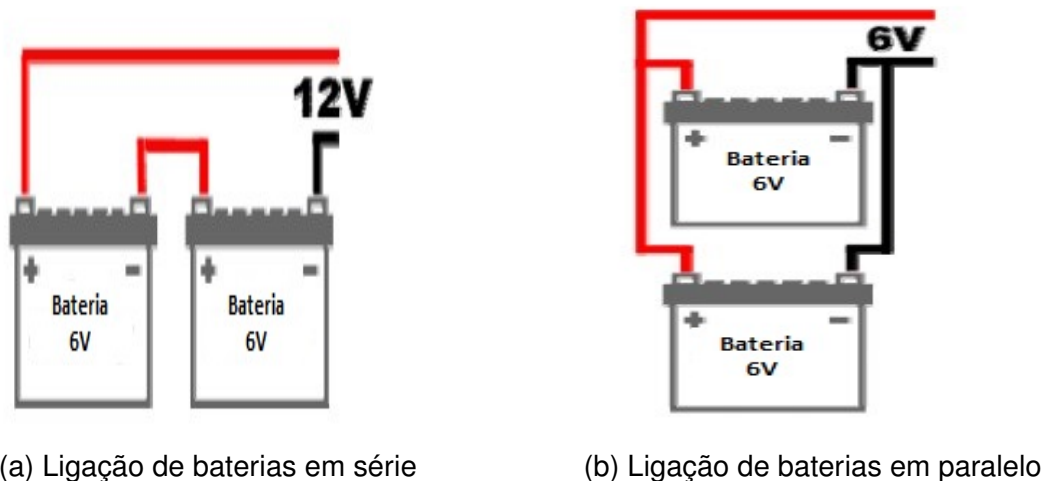 12V
+ -
Bateria
6V
+ -
Bateria
6V
(a) Ligação de baterias em série
6V
+ -
Bateria
6V
+ -
Bateria
6V
(b) Ligação de baterias em paralelo